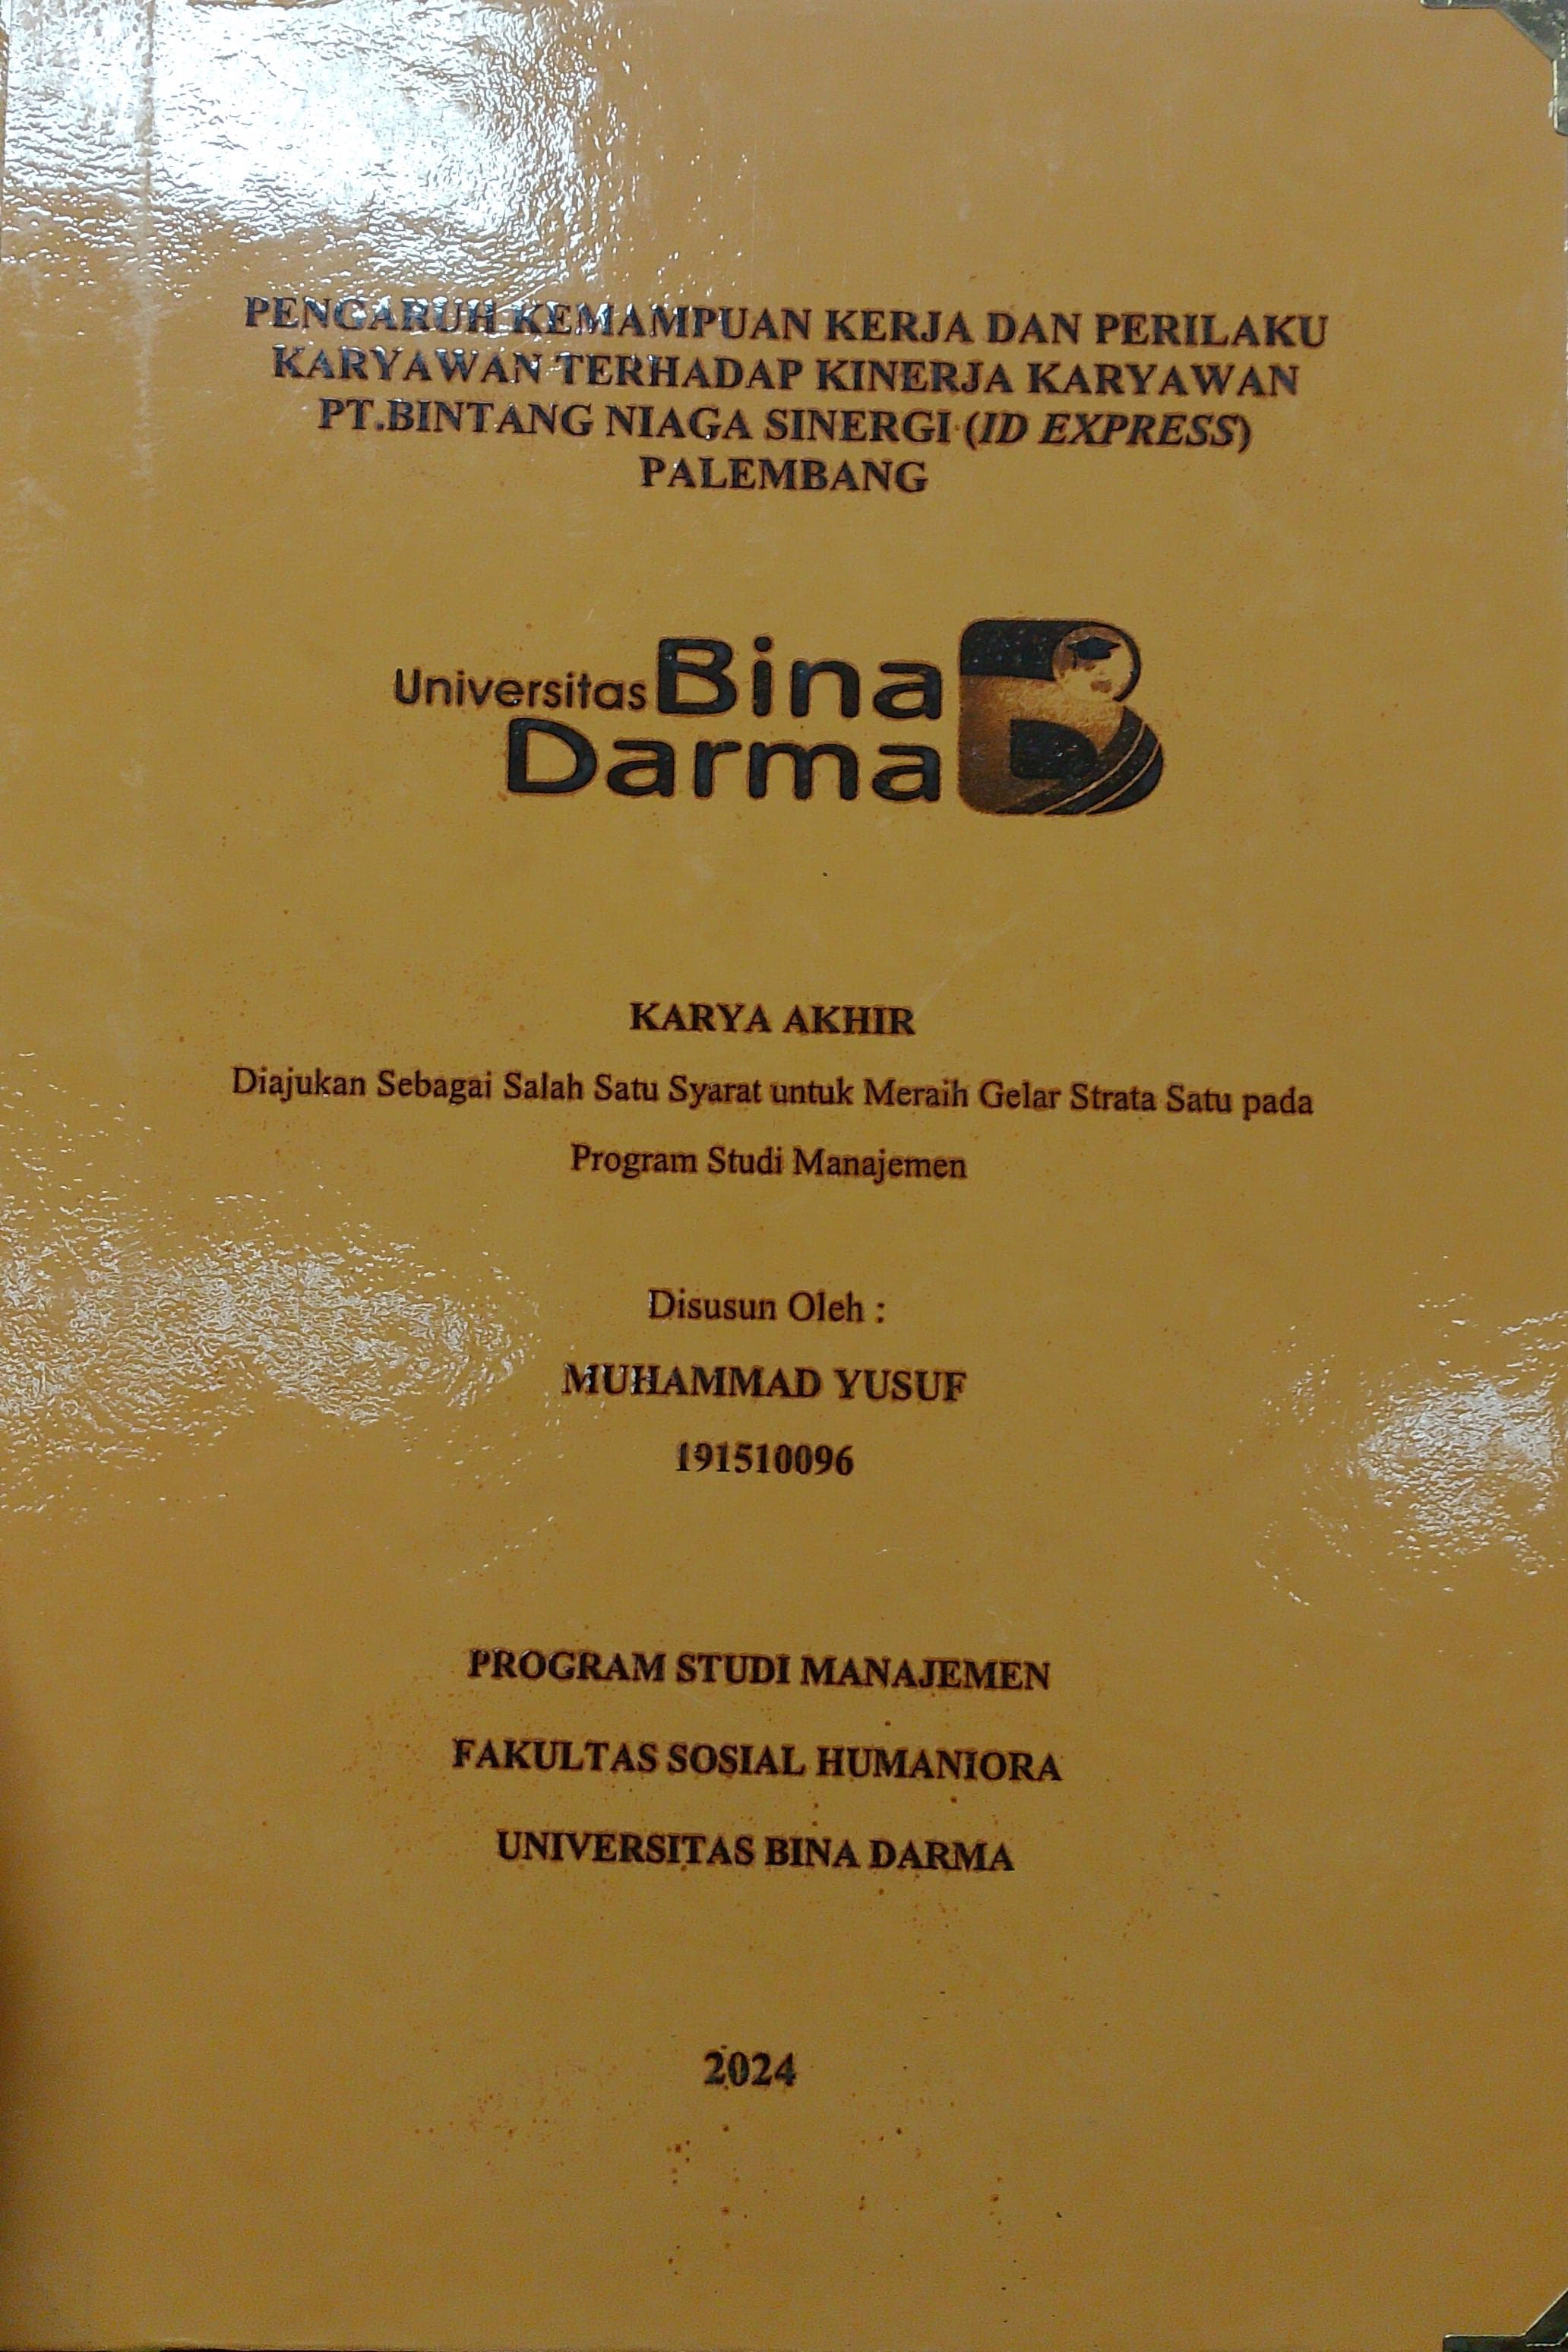 PENGARUH KEMAMPUAN KERJA DAN PERILAKU
KARYAWAN TERHADAP KINERJA KARYAWAN
PT.BINTANG NIAGA SINERGI (ID EXPRESS)
PALEMBANG
Universitas Bina
Darma
KARYA AKHIR
Diajukan Sebagai Salah Satu Syarat untuk Meraih Gelar Strata Satu pada
Program Studi Manajemen
Disusun Oleh :
MUHAMMAD YUSUF
191510096
PROGRAM STUDI MANAJEMEN
FAKULTAS SOSIAL HUMANIORA
UNIVERSITAS BINA DARMA
2024